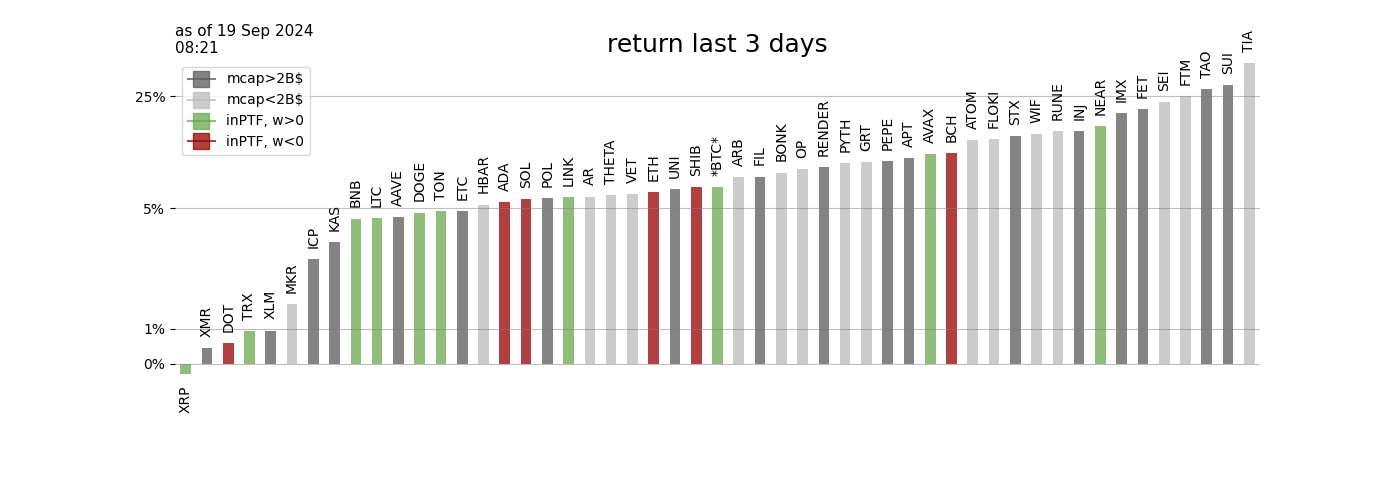 as of 19 Sep 2024
08:21
return last 3 days
mcap>2B$
mcap<2B$
inPTF, w>0
inPTF, w<0
25%
5%
1%
0%
XRP
XMR
DOT
TRX
XLM
MKR
ICP
KAS
BNB
LTC
AAVE
DOGE
TON
ETC
HBAR
ADA
SOL
POL
LINK
AR
THETA
VET
ETH
UNI
SHIB
*BTC*
ARB
FIL
BONK
OP
RENDER
PYTH
GRT
PEPE
APT
AVAX
BCH
ATOM
FLOKI
STX
WIF
RUNE
INJ
NEAR
IMX
FET
SEI
FTM
TAO
SUI
TIA